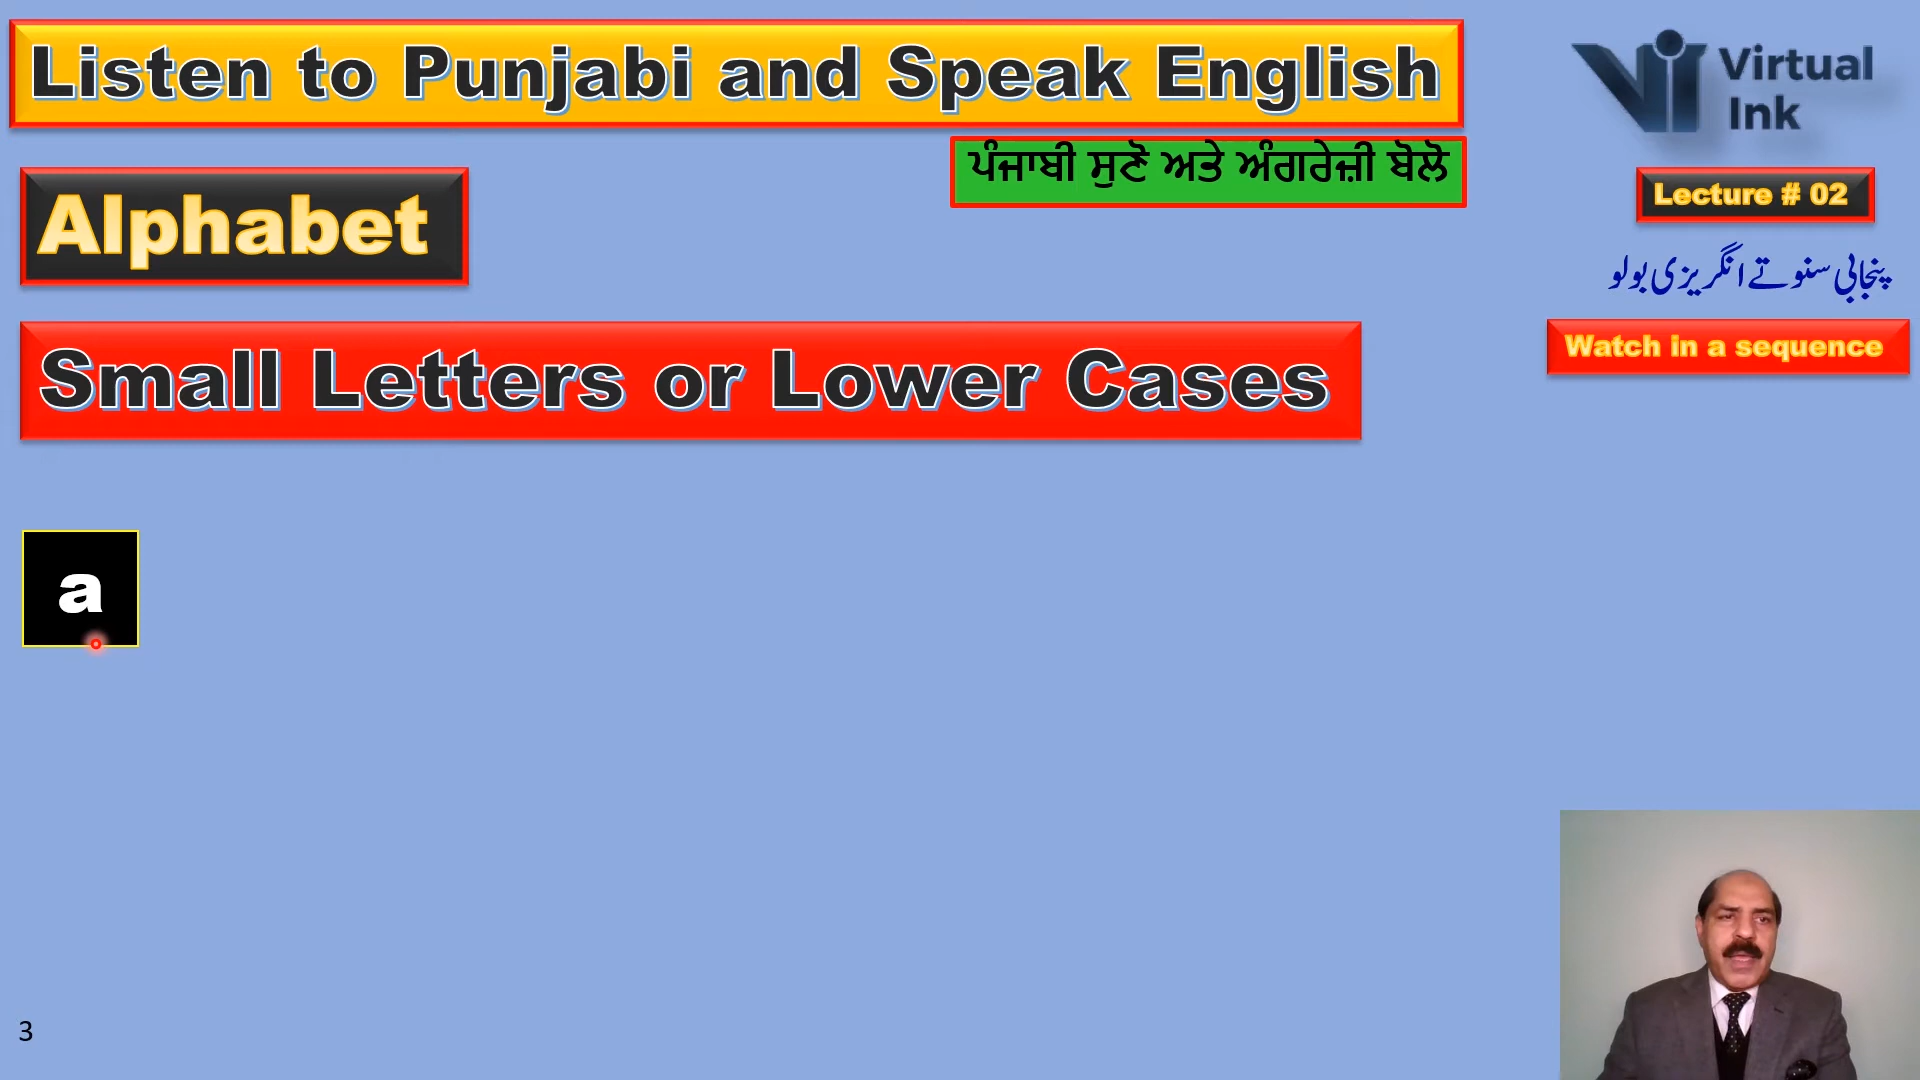 Listen to Punjabi and Speak English
Virtual
Ink
ਪੰਜਾਬੀ ਸੁਣੋ ਅਤੇ ਅੰਗਰੇਜ਼ੀ ਬੋਲੋ
Lecture # 02
Alphabet
پنجابی سنو تے انگریزی بولو
Watch in a sequence
Small Letters or Lower Cases
a
3